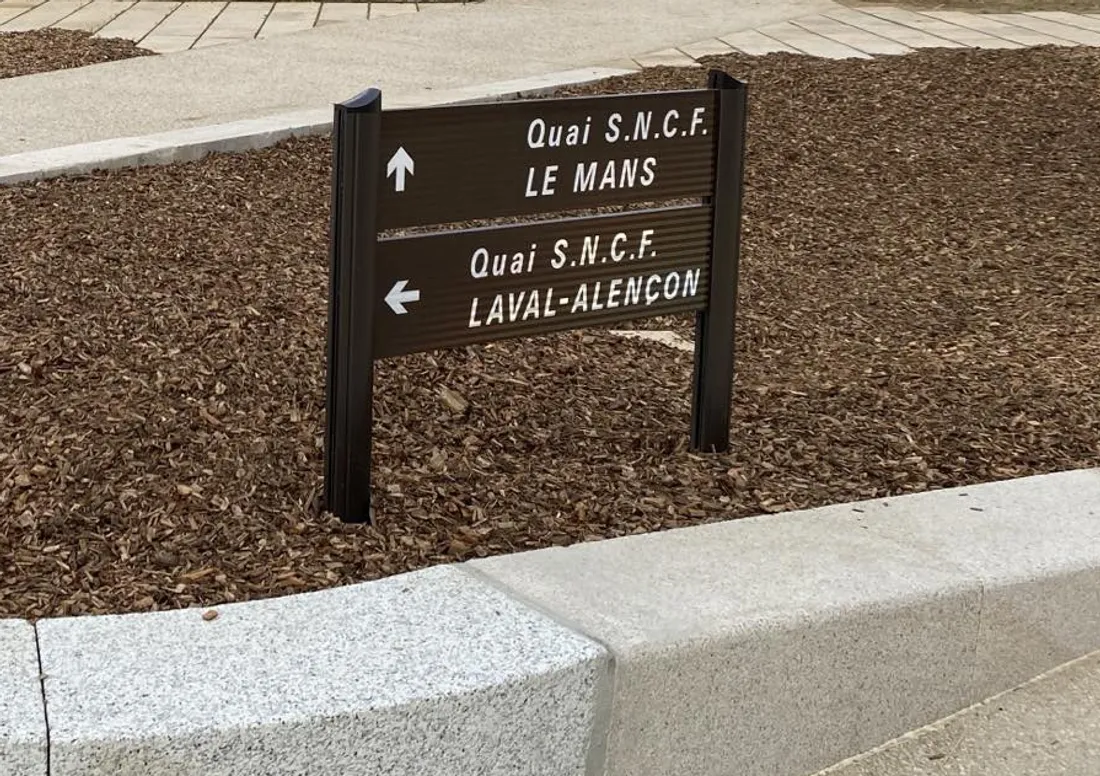 Quai S.N.C.F.
LE MANS
Quai S.N.C.F.
LAVAL-ALENÇON